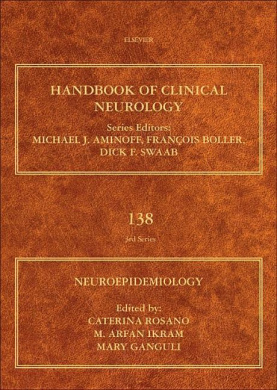 ELSEVIER
HANDBOOK OF CLINICAL
NEUROLOGY
Series Editors:
MICHAEL J. AMINOFF, FRANÇOIS BOLLER,
DICK F. SWAAB
138
3rd Series
NEUROEPIDEMIOLOGY
Edited by:
CATERINA ROSANO
M. ARFAN IKRAM
MARY GANGULI